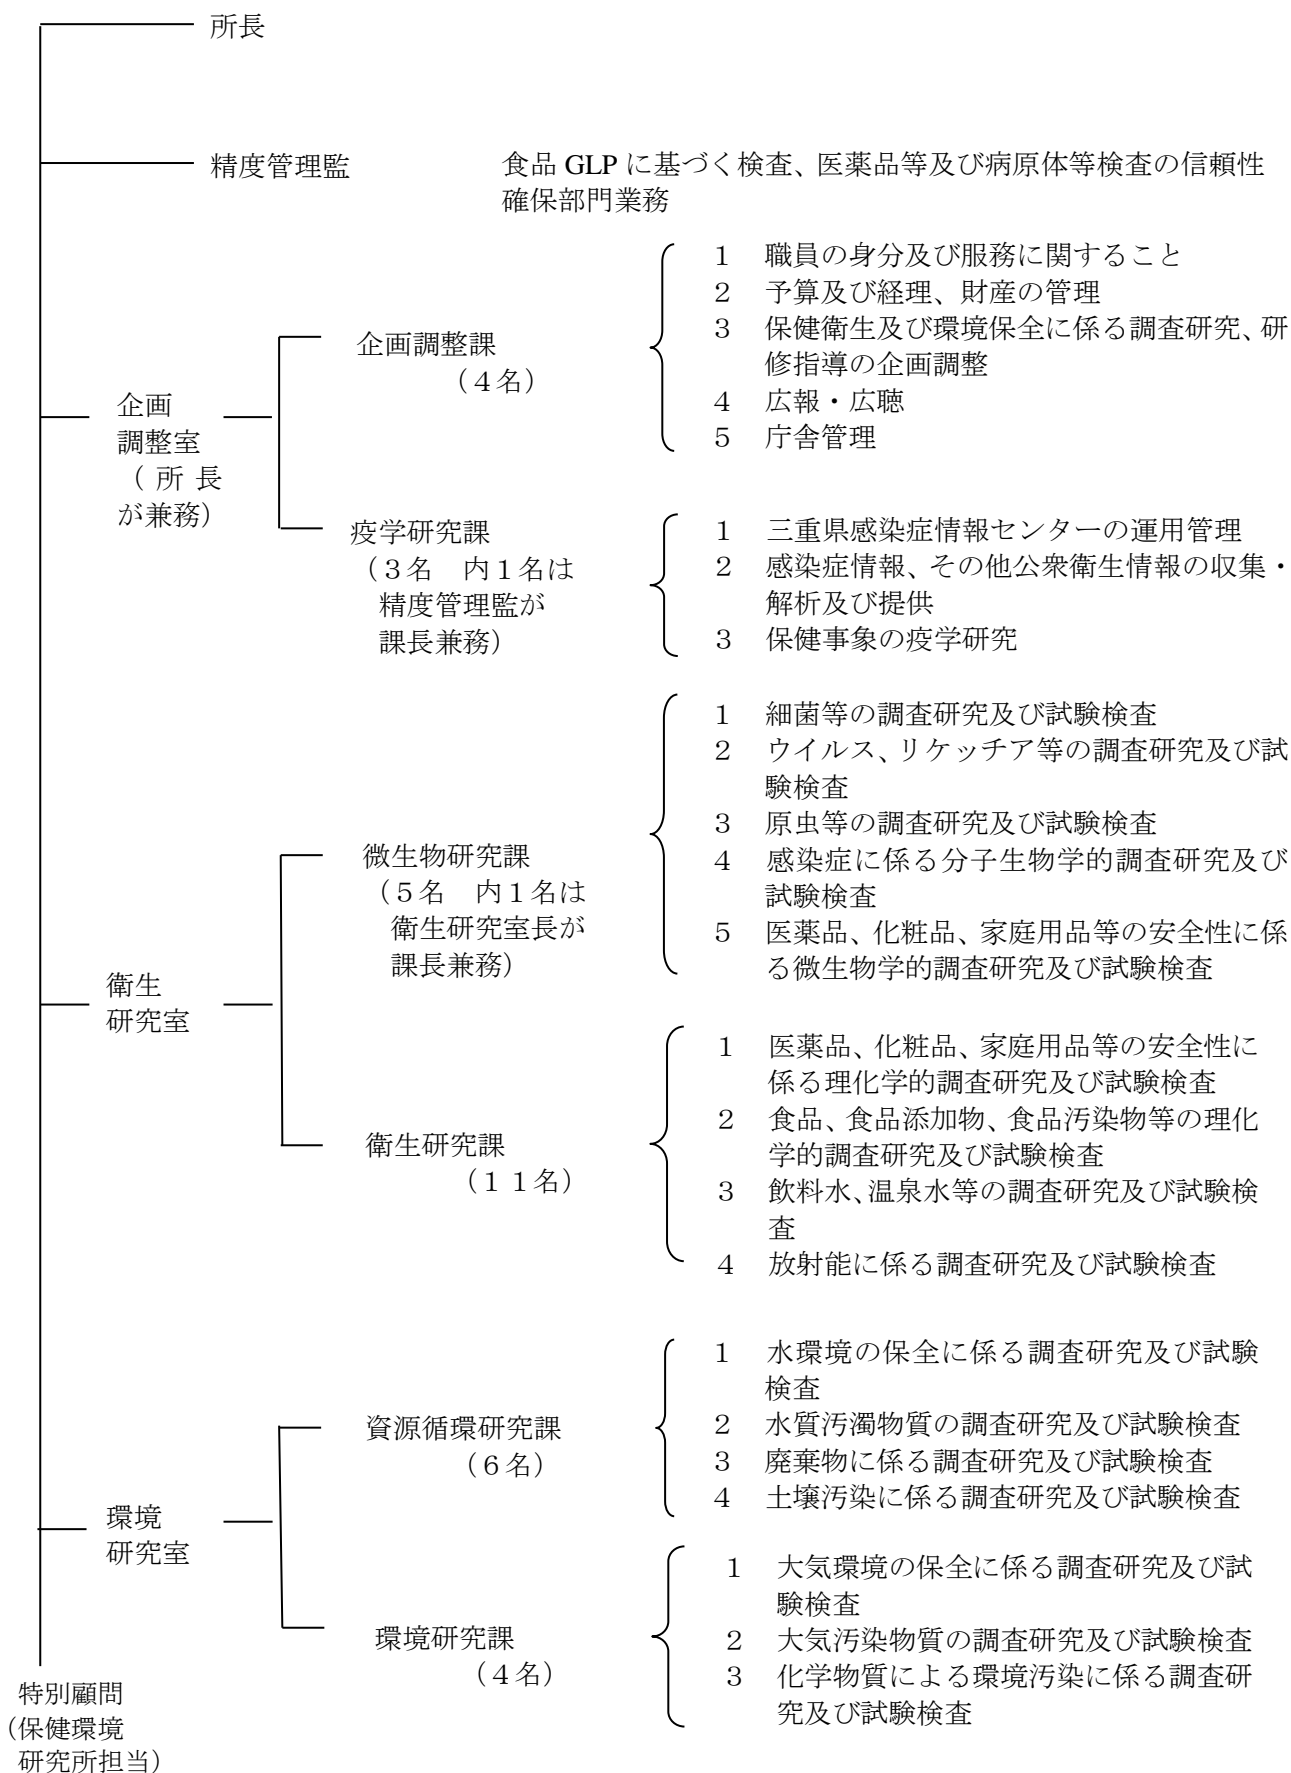 所長
精度管理監
食品 GLP に基づく検査、医薬品等及び病原体等検査の信頼性
確保部門業務
企画
調整室
（ 所 長
が兼務）
企画調整課
（４名）
１ 職員の身分及び服務に関すること
２ 予算及び経理、財産の管理
３ 保健衛生及び環境保全に係る調査研究、研
修指導の企画調整
４ 広報・広聴
５ 庁舎管理
疫学研究課
（３名 内１名は
精度管理監が
課長兼務）
１ 三重県感染症情報センターの運用管理
２ 感染症情報、その他公衆衛生情報の収集・
解析及び提供
３ 保健事象の疫学研究
衛生
研究室
微生物研究課
（５名 内１名は
衛生研究室長が
課長兼務）
１ 細菌等の調査研究及び試験検査
２ ウイルス、リケッチア等の調査研究及び試
験検査
３ 原虫等の調査研究及び試験検査
４ 感染症に係る分子生物学的調査研究及び
試験検査
５ 医薬品、化粧品、家庭用品等の安全性に係
る微生物学的調査研究及び試験検査
衛生研究課
（１１名）
１ 医薬品、化粧品、家庭用品等の安全性に
係る理化学的調査研究及び試験検査
２ 食品、食品添加物、食品汚染物等の理化
学的調査研究及び試験検査
３ 飲料水、温泉水等の調査研究及び試験検
査
４ 放射能に係る調査研究及び試験検査
環境
研究室
資源循環研究課
（６名）
１ 水環境の保全に係る調査研究及び試験
検査
２ 水質汚濁物質の調査研究及び試験検査
３ 廃棄物に係る調査研究及び試験検査
４ 土壌汚染に係る調査研究及び試験検査
環境研究課
（４名）
１ 大気環境の保全に係る調査研究及び試
験検査
２ 大気汚染物質の調査研究及び試験検査
３ 化学物質による環境汚染に係る調査研
究及び試験検査
特別顧問
（保健環境
研究所担当）